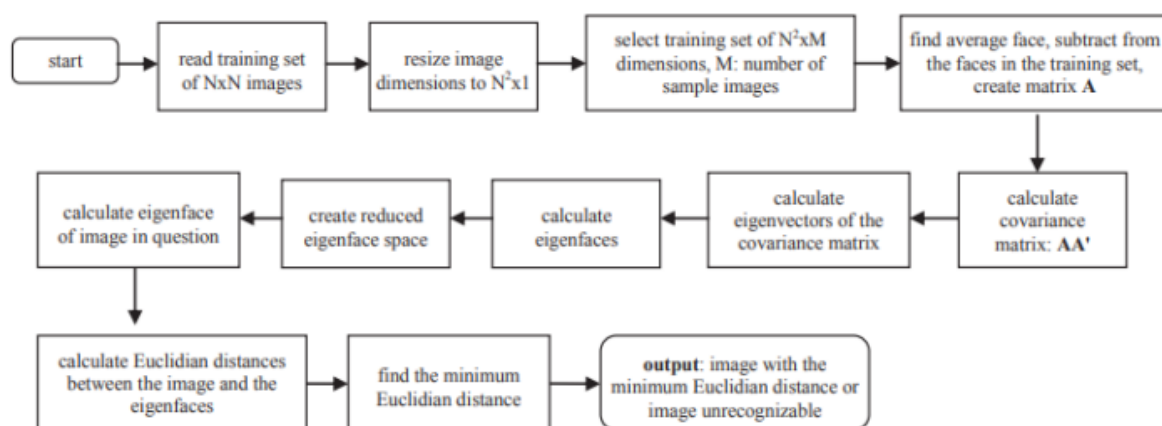 start
read training set
of NxN images
resize image
dimensions to N²x1
select training set of N²xM
dimensions, M: number of
sample images
find average face, subtract from
the faces in the training set,
create matrix A
calculate
covariance
matrix: AA'
calculate
eigenvectors of the
covariance matrix
calculate
eigenfaces
create reduced
eigenface space
calculate eigenface
of image in question
calculate Euclidian distances
between the image and the
eigenfaces
find the minimum
Euclidian distance
output: image with the
minimum Euclidian distance or
image unrecognizable